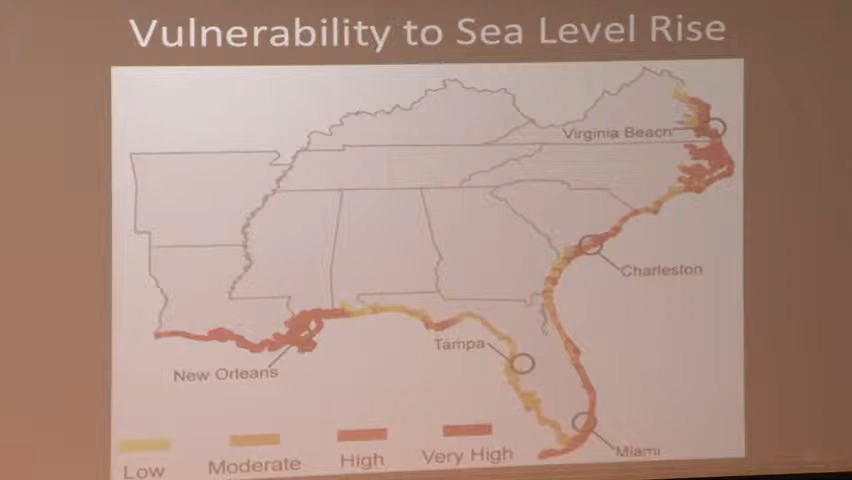 Vulnerability to Sea Level Rise
Virginia Beach
Charleston
Tampa
New Orleans
Miami
Low
Moderate
High
Very High